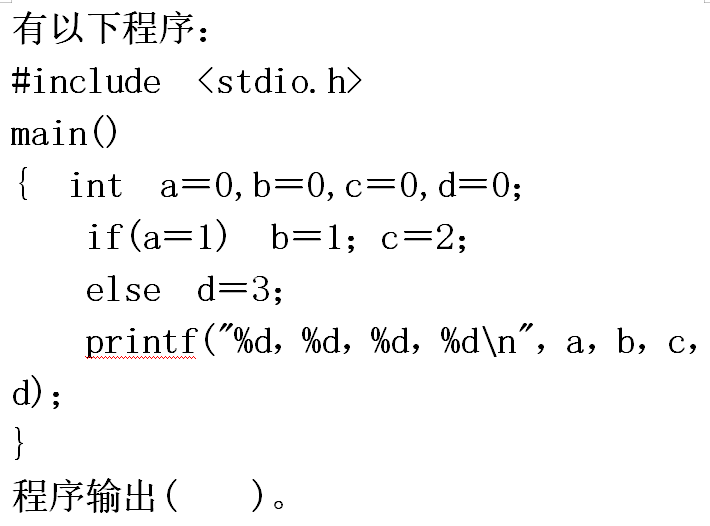 有以下程序：
#include <stdio.h>
main()
{ int a＝0,b＝0,c＝0,d＝0;
if(a＝1) b＝1; c＝2;
else d＝3;
printf("%d，%d，%d，%d\n"，a，b，c，
d);
}
程序输出( )。